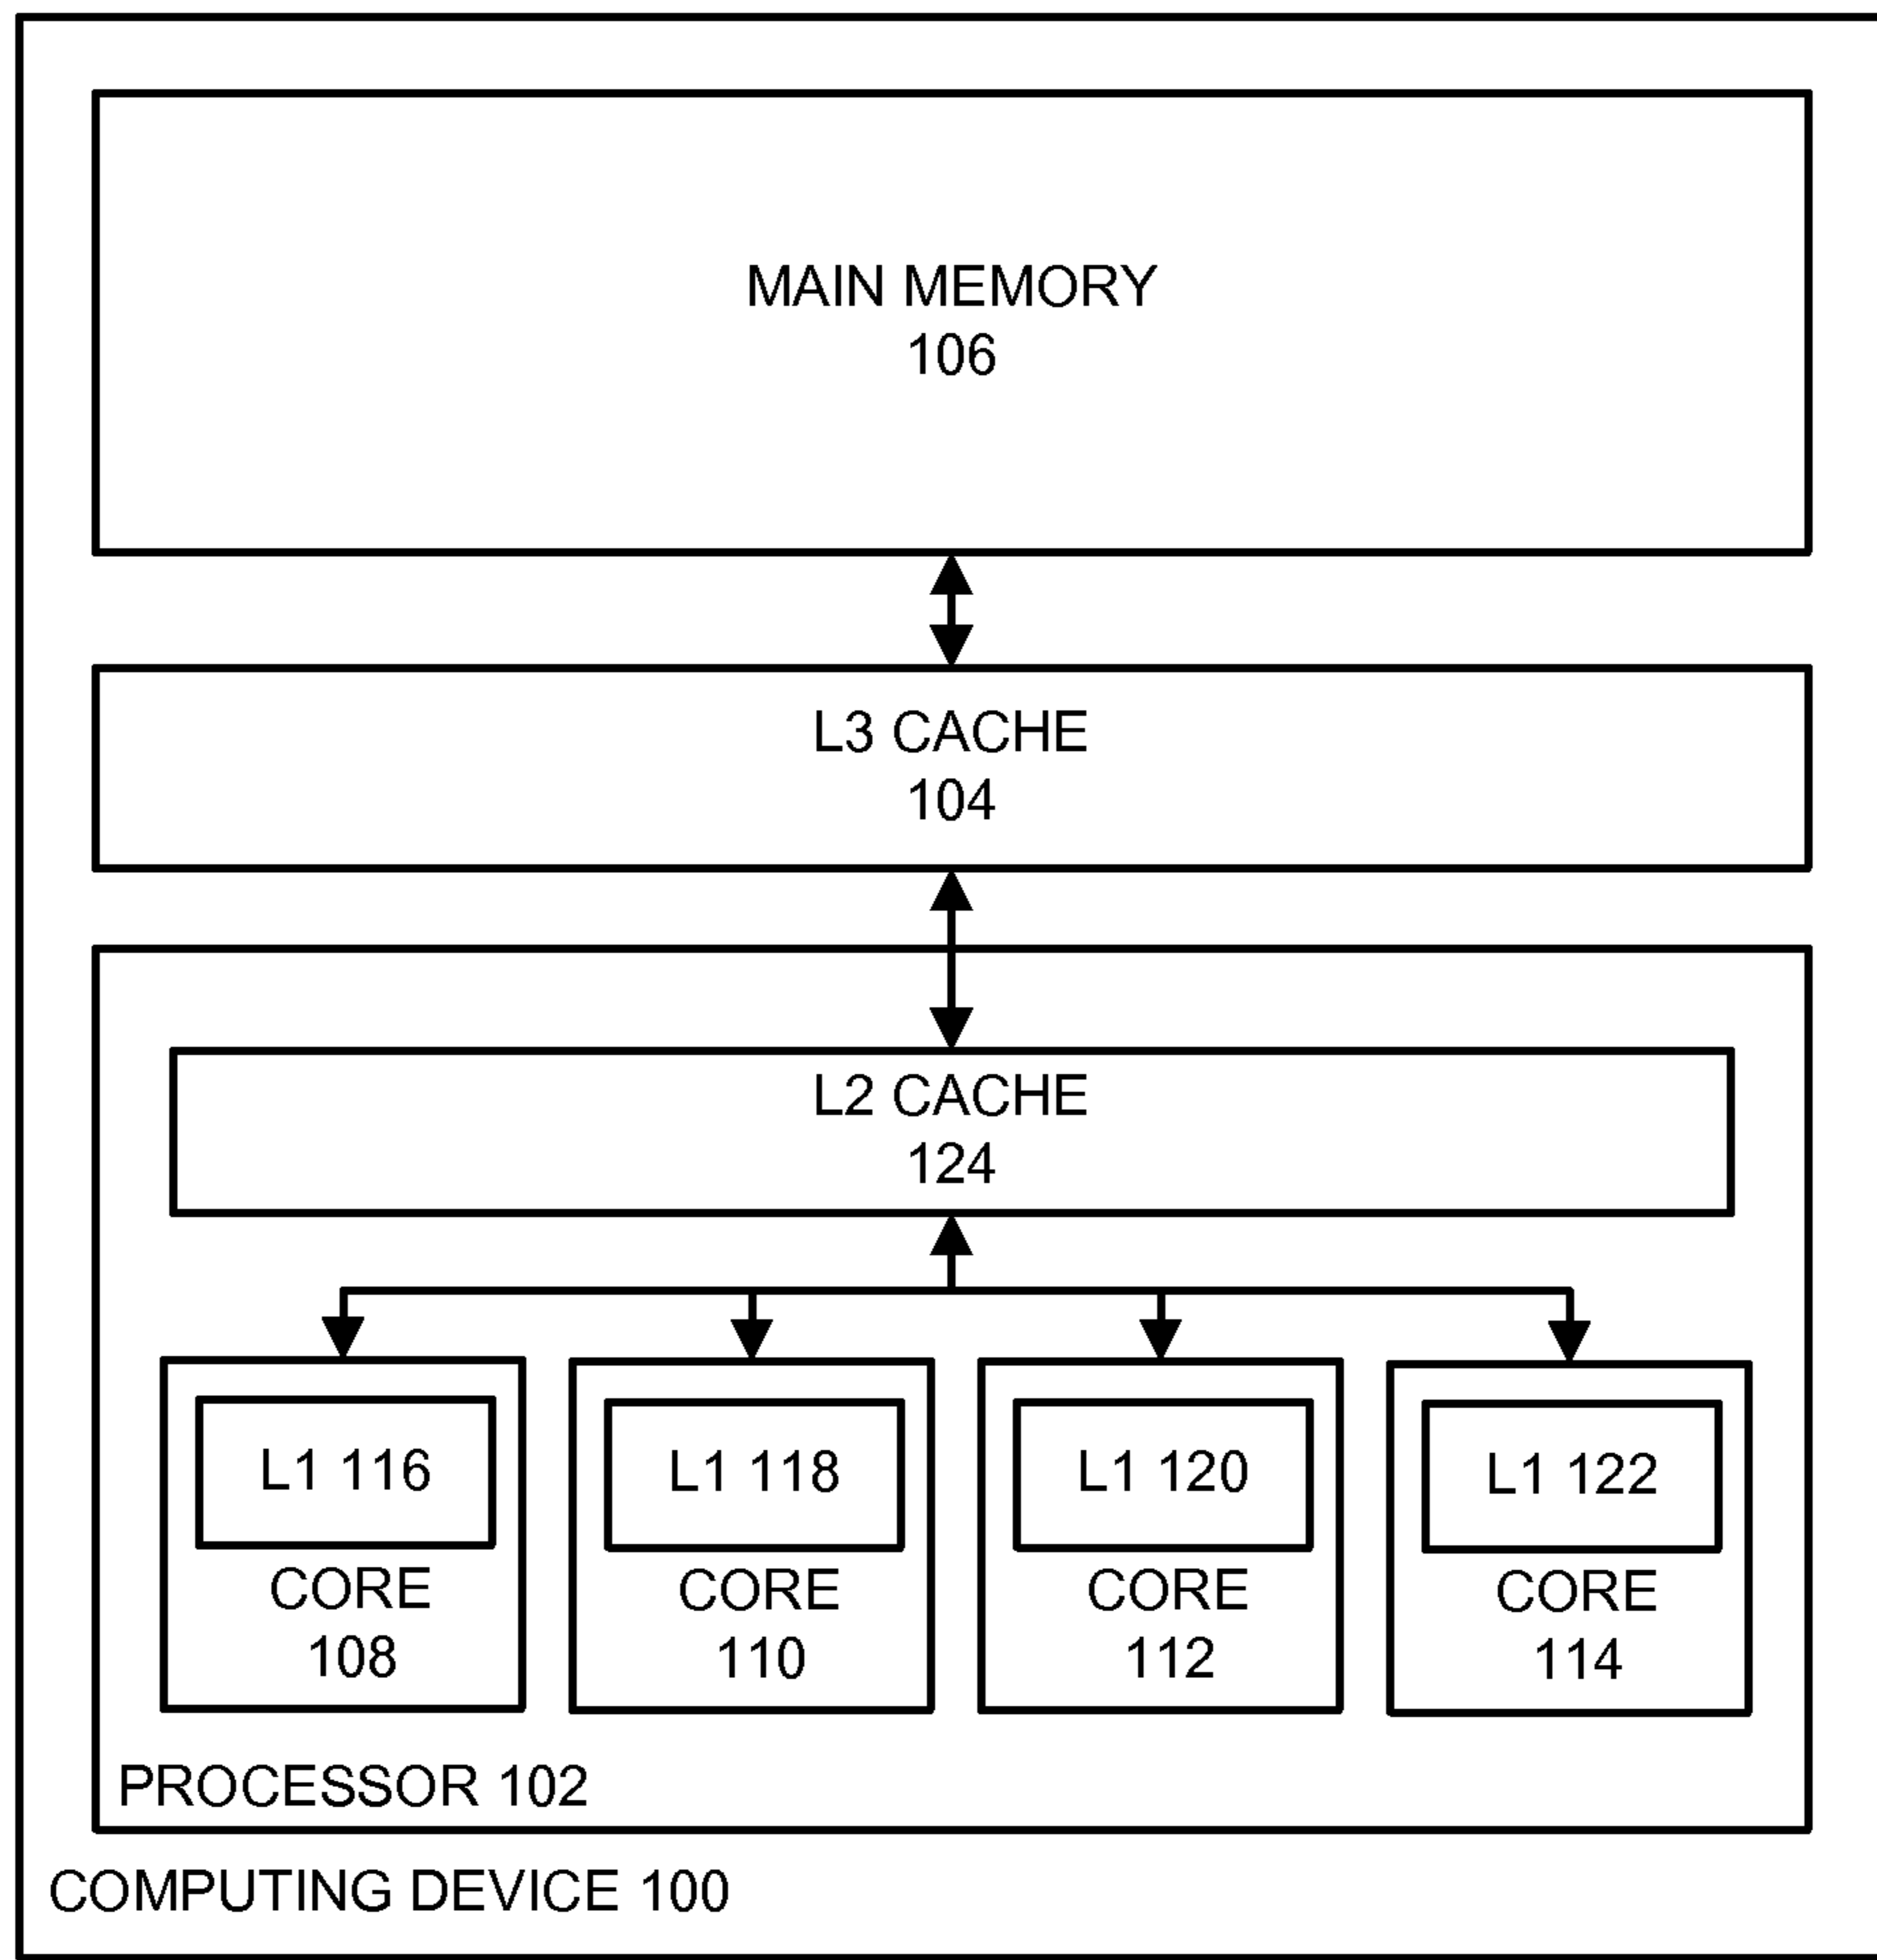 MAIN MEMORY
106
L3 CACHE
104
L2 CACHE
124
L1 116
CORE
108
L1 118
CORE
110
L1 120
CORE
112
L1 122
CORE
114
PROCESSOR 102
COMPUTING DEVICE 100